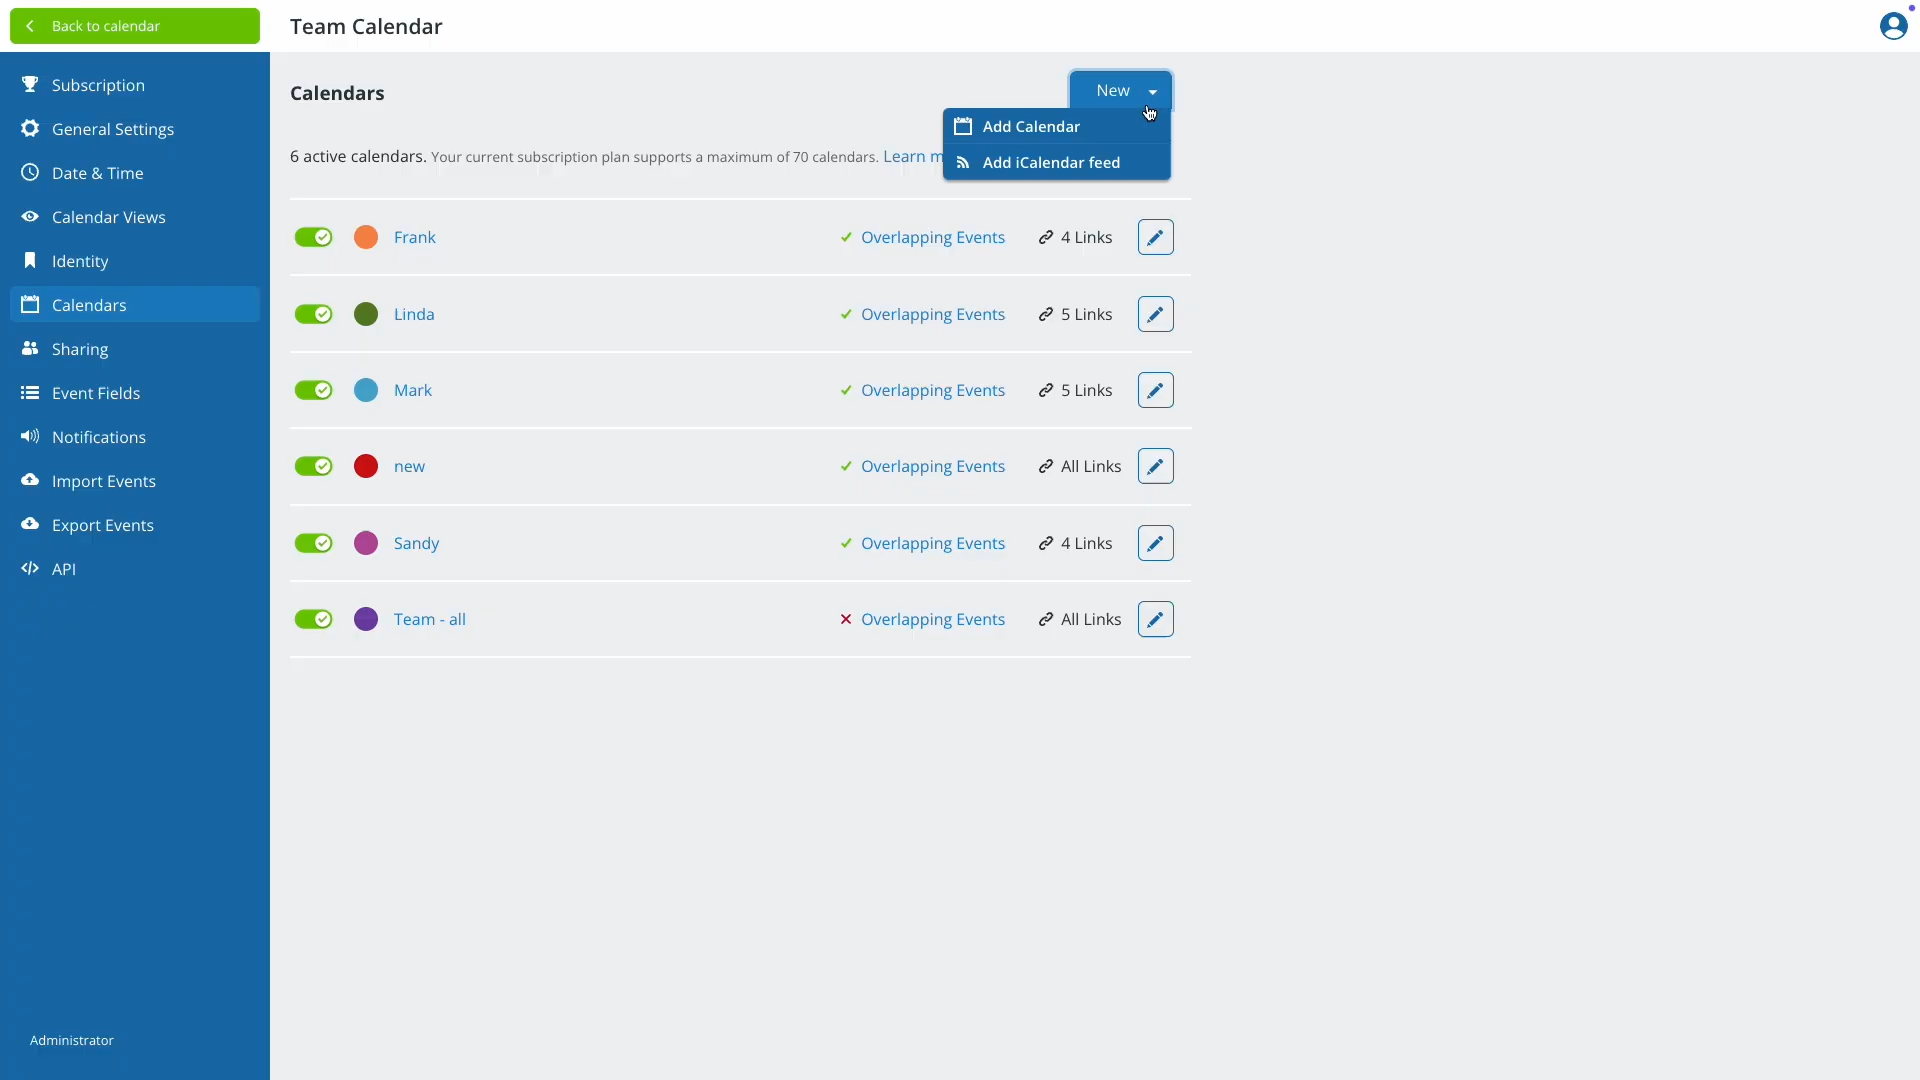 Back to calendar
Team Calendar
Subscription
General Settings
Date & Time
Calendar Views
Identity
Calendars
Sharing
Event Fields
Notifications
Import Events
Export Events
API
Administrator
Calendars
New
Add Calendar
Add iCalendar feed
6 active calendars. Your current subscription plan supports a maximum of 70 calendars. Learn
Frank Overlapping Events 4 Links
Linda Overlapping Events 5 Links
Mark Overlapping Events 5 Links
new Overlapping Events All Links
Sandy Overlapping Events 4 Links
Team - all Overlapping Events All Links